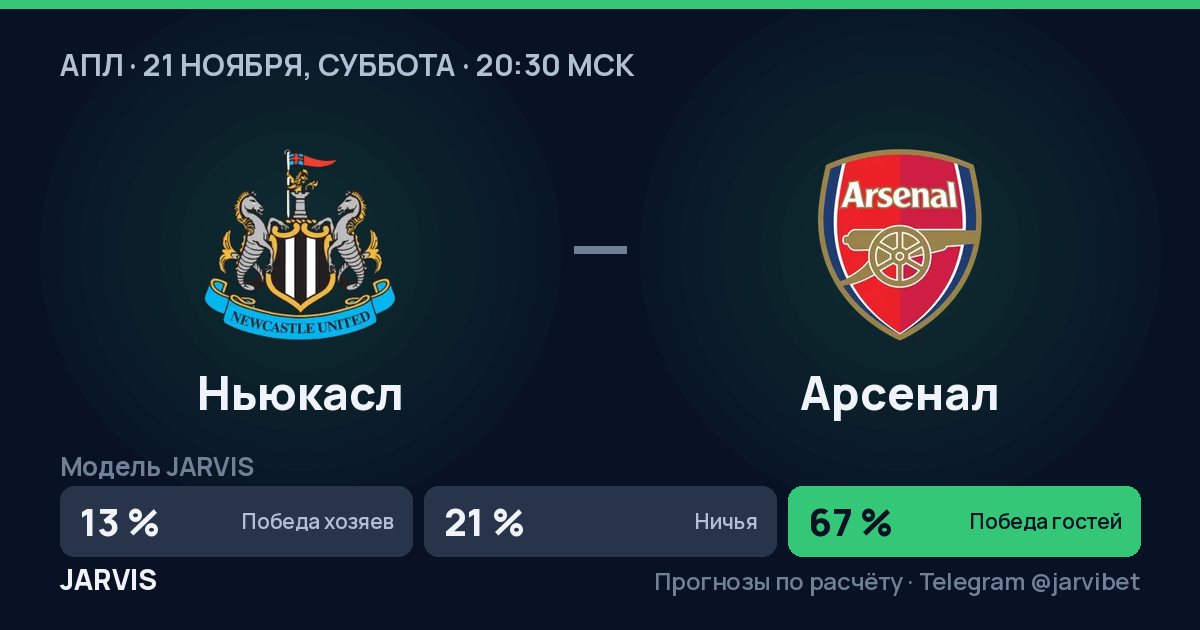 АПЛ · 21 НОЯБРЯ, СУББОТА · 20:30 МСК
NEWCASTLE UNITED
Arsenal
—
Ньюкасл
Арсенал
Модель JARVIS
13 % Победа хозяев
21 % Ничья
67 % Победа гостей
JARVIS
Прогнозы по расчёту · Telegram @jarvibet